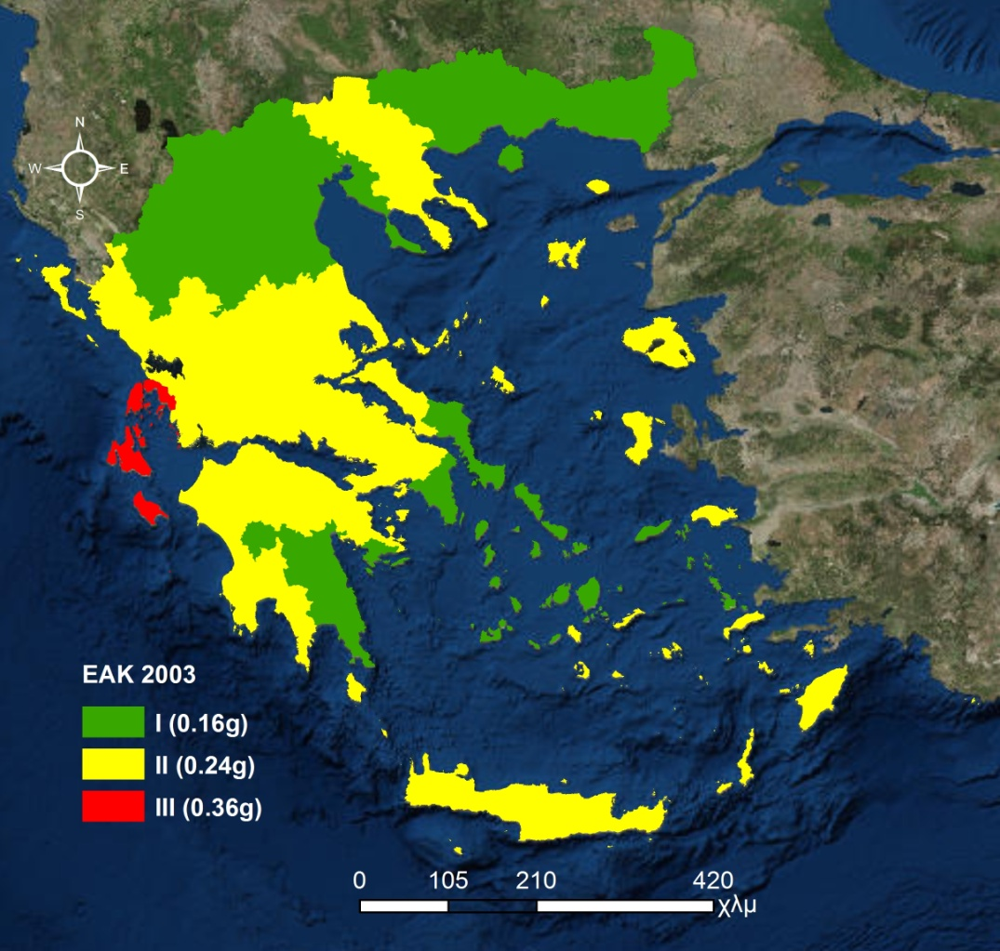 N
W E
S
EAK 2003
I (0.16g)
II (0.24g)
III (0.36g)
0 105 210 420
χλμ